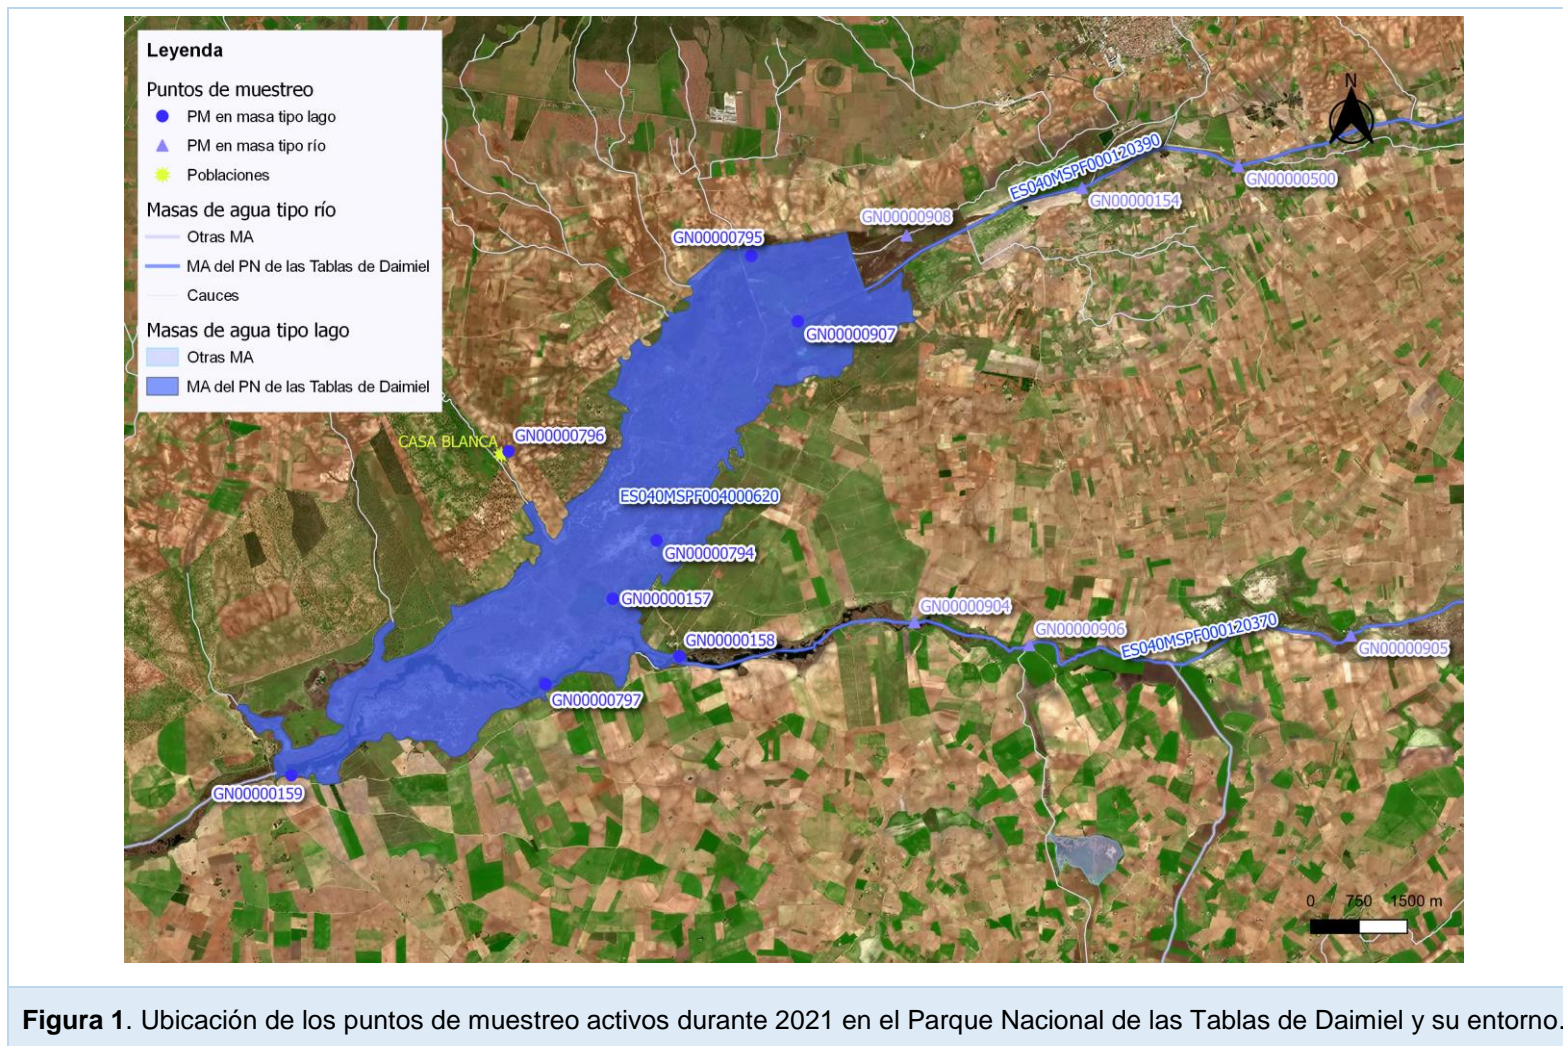 Leyenda
Puntos de muestreo
PM en masa tipo lago
PM en masa tipo río
Poblaciones
Masas de agua tipo río
Otras MA
MA del PN de las Tablas de Daimiel
Cauces
Masas de agua tipo lago
Otras MA
MA del PN de las Tablas de Daimiel
N
ES040MSPF000120390
GN00000500
GN00000154
GN00000908
GN00000795
GN00000907
CASA BLANCA
GN00000796
ES040MSPF004000620
GN00000794
GN00000157
GN00000904
GN00000906
ES040MSPF000120370
GN00000905
GN00000158
GN00000797
GN00000159
0 750 1500 m
Figura 1. Ubicación de los puntos de muestreo activos durante 2021 en el Parque Nacional de las Tablas de Daimiel y su entorno.